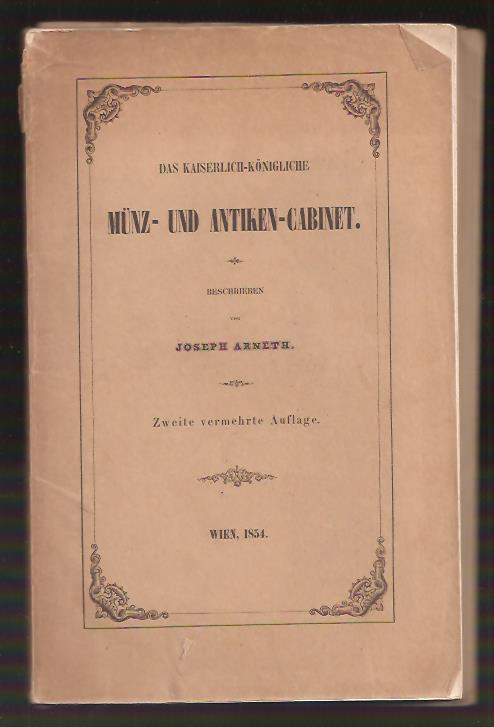 DAS KAISERLICH-KÖNIGLICHE
MÜNZ- UND ANTIKEN-CABINET.
BESCHRIEBEN
von
JOSEPH ARNETH.
Zweite vermehrte Auflage.
WIEN, 1854.